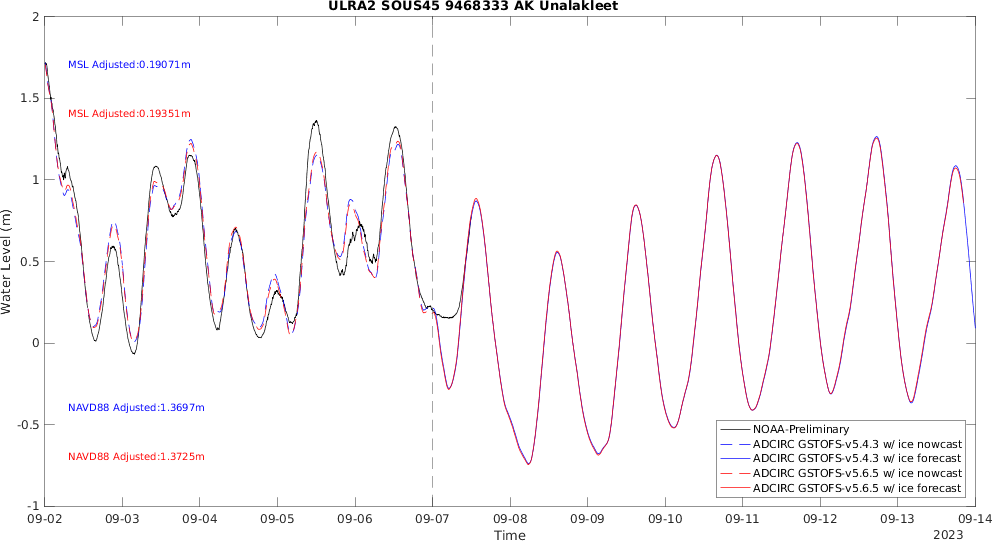 ULRA2 SOUS45 9468333 AK Unalakleet
2
1.5
1
0.5
0
-0.5
-1
Water Level (m)
MSL Adjusted:0.19071m
MSL Adjusted:0.19351m
NAVD88 Adjusted:1.3697m
NAVD88 Adjusted:1.3725m
NOAA-Preliminary
ADCIRC GSTOFS-v5.4.3 w/ ice nowcast
ADCIRC GSTOFS-v5.4.3 w/ ice forecast
ADCIRC GSTOFS-v5.6.5 w/ ice nowcast
ADCIRC GSTOFS-v5.6.5 w/ ice forecast
09-02 09-03 09-04 09-05 09-06 09-07 09-08 09-09 09-10 09-11 09-12 09-13 09-14
Time
2023